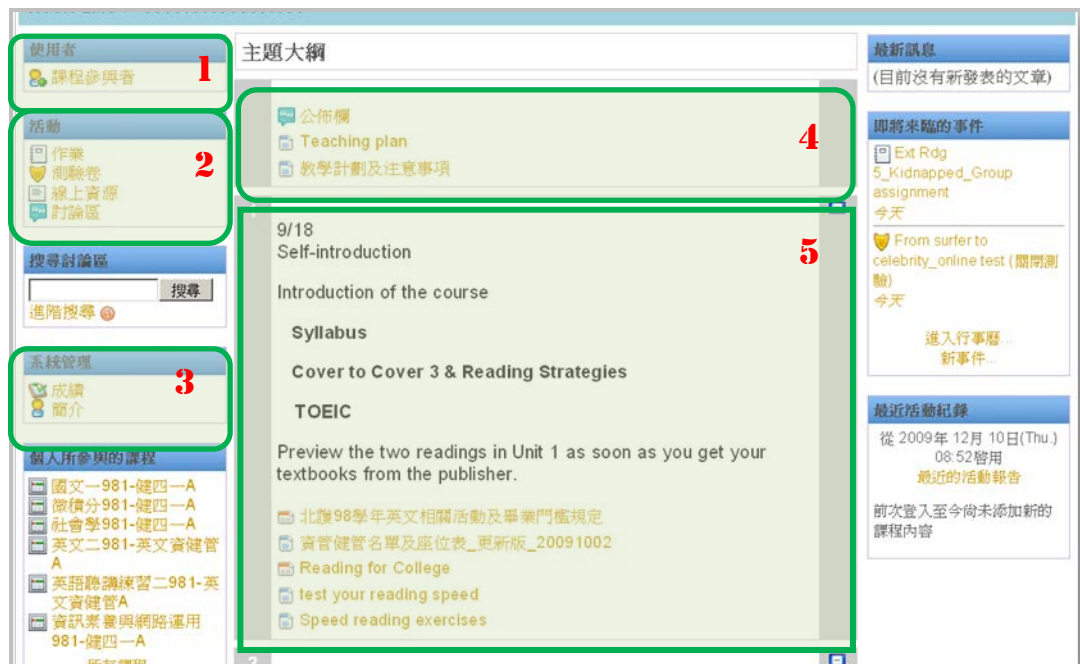 使用者
課程參與者
1
活動
作業
測驗卷
線上資源
討論區
2
搜尋討論區
搜尋
進階搜尋
系統管理
成績
簡介
3
個人所參與的課程
國文一981-健四一A
微積分981-健四一A
社會學981-健四一A
英文二981-英文資健管
A
英語聽講練習二981-英
文資健管A
資訊素養與網路運用
981-健四一A
所有課程
主題大綱
公佈欄
Teaching plan
教學計劃及注意事項
4
9/18
Self-introduction
5
Introduction of the course
Syllabus
Cover to Cover 3 & Reading Strategies
TOEIC
Preview the two readings in Unit 1 as soon as you get your
textbooks from the publisher.
北護98學年英文相關活動及畢業門檻規定
資管健管名單及座位表_更新版_20091002
Reading for College
test your reading speed
Speed reading exercises
2
最新訊息
(目前沒有新發表的文章)
即將來臨的事件
Ext Rdg
5_Kidnapped_Group
assignment
今天
From surfer to
celebrity_online test (關閉測
驗)
今天
進入行事曆...
新事件...
最近活動紀錄
從 2009年 12月 10日(Thu.)
08:52啓用
最近的活動報告
前次登入至今尚未添加新的
課程內容